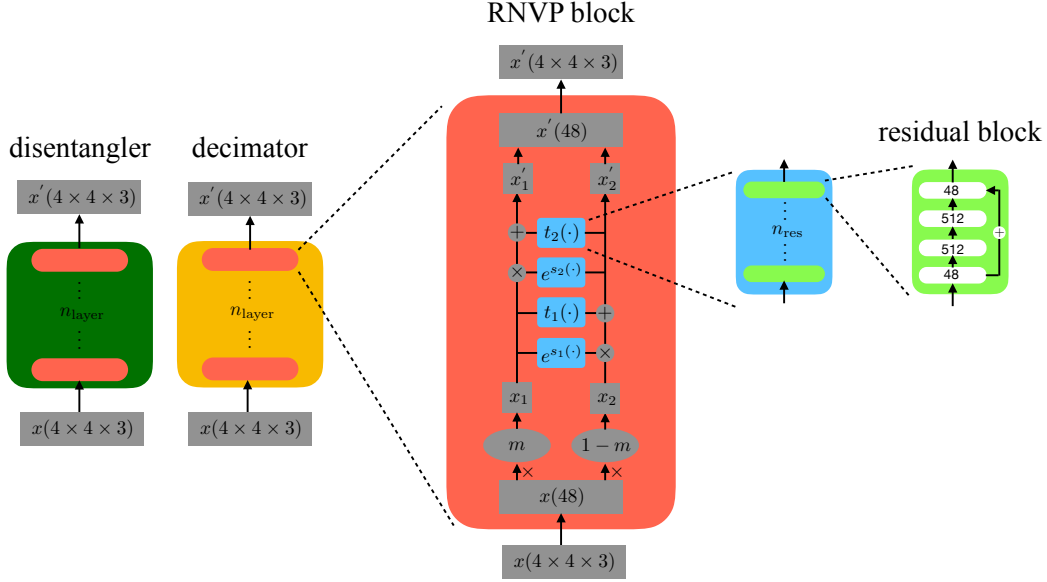 RNVP block
x′(4 × 4 × 3)
x′(48)
x′₁ x′₂
+ t₂(·)
× e^{s₂(·)}
t₁(·) +
e^{s₁(·)} ×
x₁ x₂
m 1 − m
× ×
x(48)
x(4 × 4 × 3)
disentangler
x′(4 × 4 × 3)
n_layer
x(4 × 4 × 3)
decimator
x′(4 × 4 × 3)
n_layer
x(4 × 4 × 3)
n_res
residual block
48
512
+
512
48